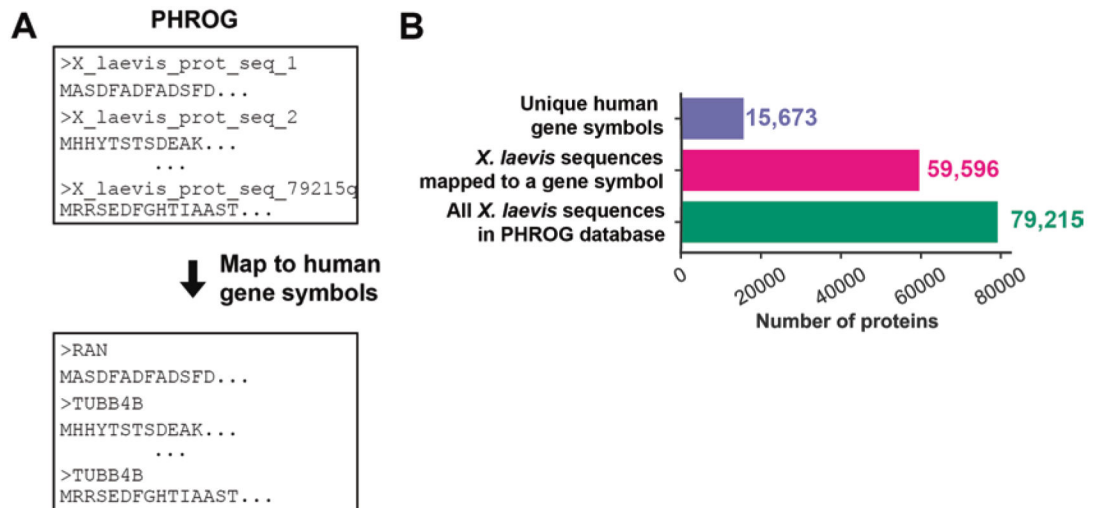 A
PHROG
>X_laevis_prot_seq_1
MASDFADFADSFD...
>X_laevis_prot_seq_2
MHHYTSTSDEAK...
...
>X_laevis_prot_seq_79215q
MRRSEDFGHTIAAST...
Map to human
gene symbols
>RAN
MASDFADFADSFD...
>TUBB4B
MHHYTSTSDEAK...
...
>TUBB4B
MRRSEDFGHTIAAST...
B
Unique human
gene symbols
15,673
X. laevis sequences
mapped to a gene symbol
59,596
All X. laevis sequences
in PHROG database
79,215
0 20000 40000 60000 80000
Number of proteins